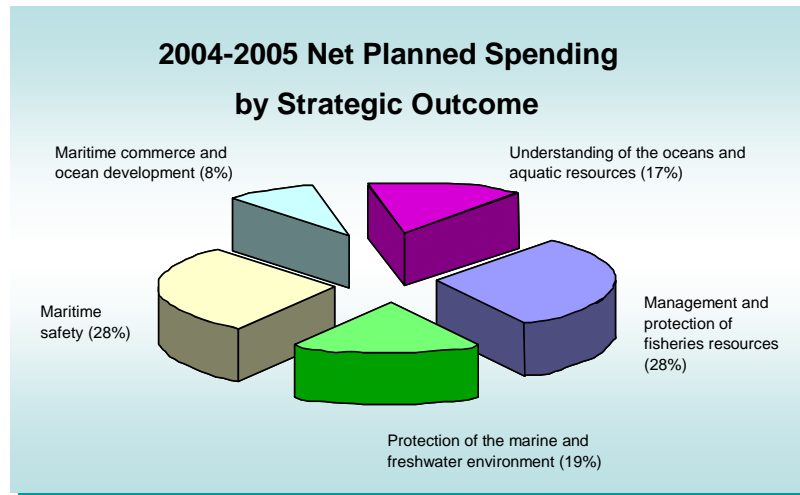 2004-2005 Net Planned Spending
by Strategic Outcome
Maritime commerce and
ocean development (8%)
Understanding of the oceans and
aquatic resources (17%)
Maritime
safety (28%)
Management and
protection of
fisheries resources
(28%)
Protection of the marine and
freshwater environment (19%)